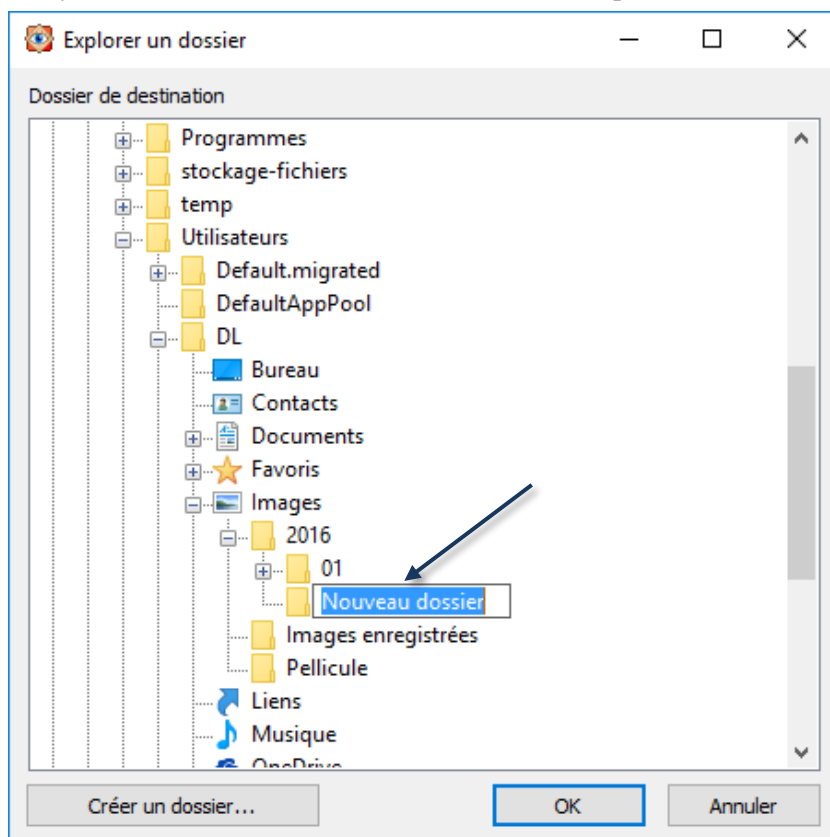 Explorer un dossier
Dossier de destination
Programmes
stockage-fichiers
temp
Utilisateurs
Default.migrated
DefaultAppPool
DL
Bureau
Contacts
Documents
Favoris
Images
2016
01
Nouveau dossier
Images enregistrées
Pellicule
Liens
Musique
OneDrive
Créer un dossier...
OK
Annuler